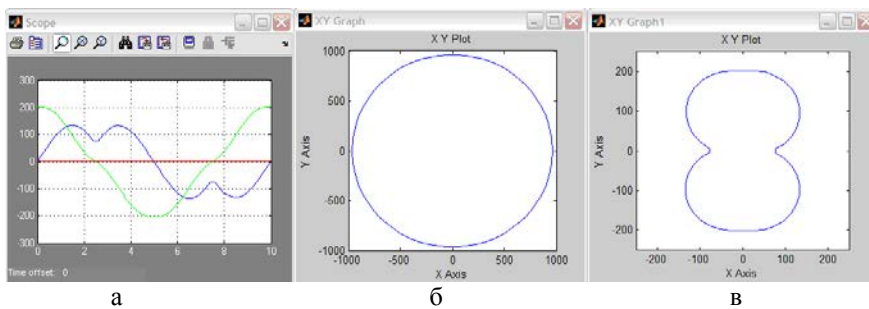 Scope
300
200
100
0
-100
-200
-300
0 2 4 6 8 10
Time offset: 0
XY Graph
X Y Plot
Y Axis
1000
500
0
-500
-1000
-1000 -500 0 500 1000
X Axis
XY Graph1
X Y Plot
Y Axis
200
100
0
-100
-200
-200 -100 0 100 200
X Axis
а б в